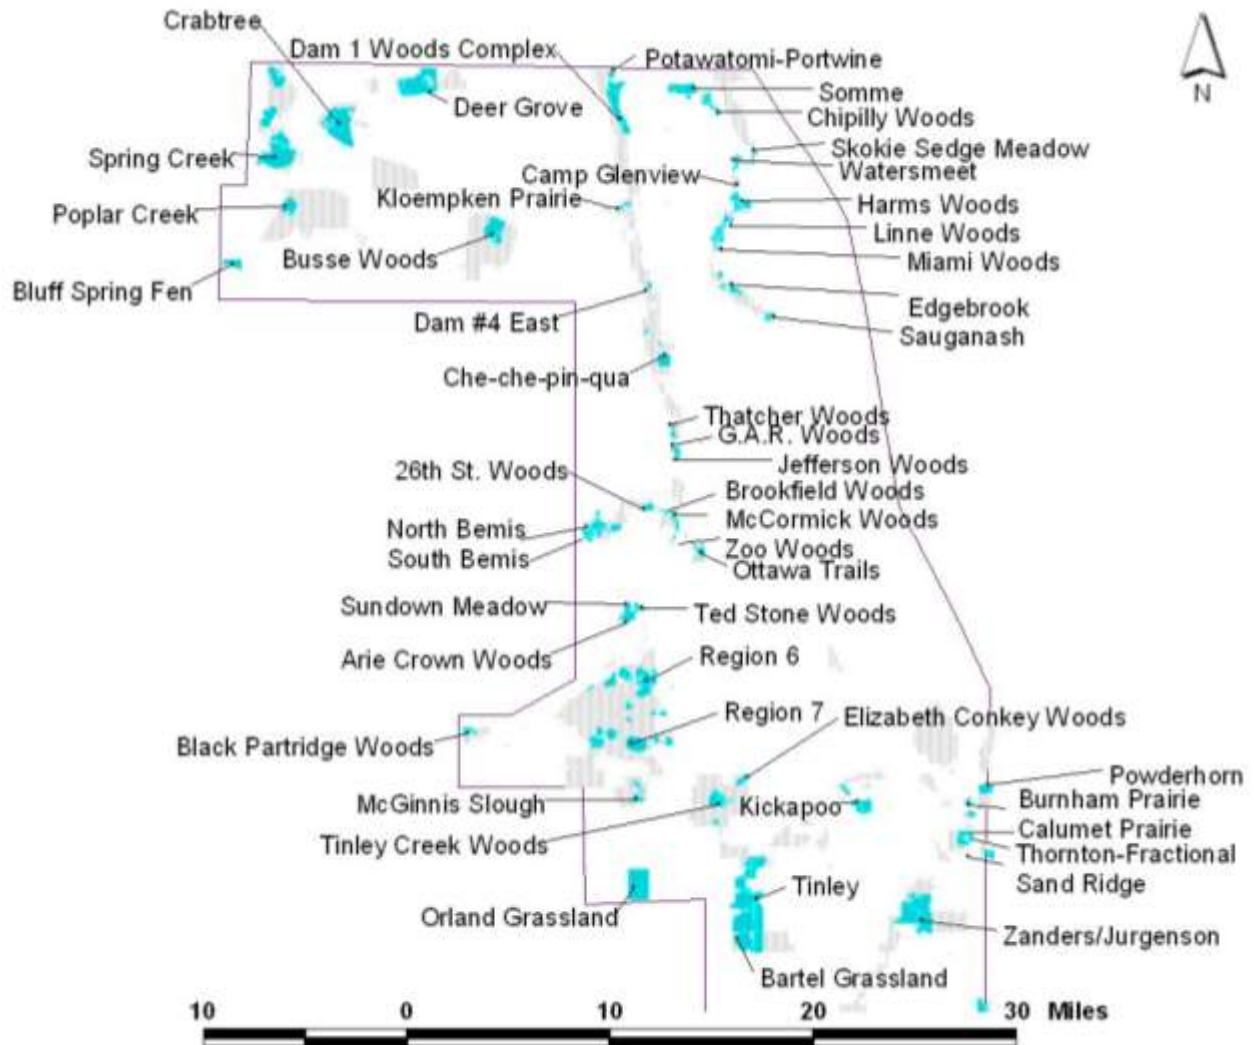 Crabtree
Dam 1 Woods Complex
Potawatomi-Portwine
N
Deer Grove
Somme
Chipilly Woods
Spring Creek
Skokie Sedge Meadow
Watersmeet
Camp Glenview
Kloempken Prairie
Harms Woods
Poplar Creek
Linne Woods
Busse Woods
Miami Woods
Bluff Spring Fen
Edgebrook
Dam #4 East
Sauganash
Che-che-pin-qua
Thatcher Woods
G.A.R. Woods
Jefferson Woods
26th St. Woods
Brookfield Woods
McCormick Woods
North Bemis
Zoo Woods
South Bemis
Ottawa Trails
Sundown Meadow
Ted Stone Woods
Arie Crown Woods
Region 6
Region 7
Elizabeth Conkey Woods
Black Partridge Woods
Powderhorn
McGinnis Slough
Kickapoo
Burnham Prairie
Calumet Prairie
Tinley Creek Woods
Thornton-Fractional
Sand Ridge
Tinley
Orland Grassland
Zanders/Jurgenson
Bartel Grassland
10 0 10 20 30 Miles